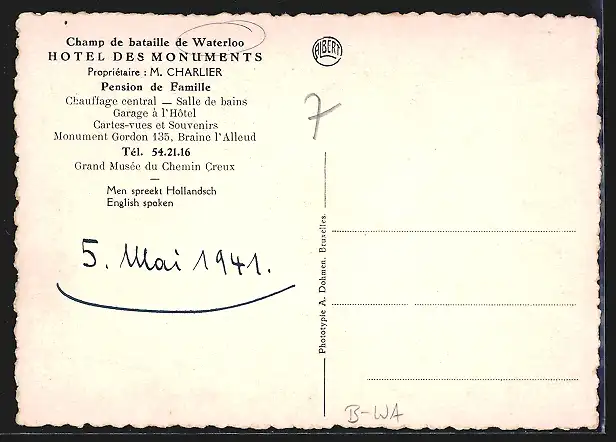 Champ de bataille de Waterloo
HOTEL DES MONUMENTS
Propriétaire : M. CHARLIER
Pension de Famille
Chauffage central — Salle de bains
Garage à l'Hôtel
Cartes-vues et Souvenirs
Monument Gordon 135, Braine l'Alleud
Tél. 54.21.16
Grand Musée du Chemin Creux
Men spreekt Hollandsch
English spoken
5. Mai 1941.
ALBERT
7
Phototypie A. Dohmen, Bruxelles.
B-WA